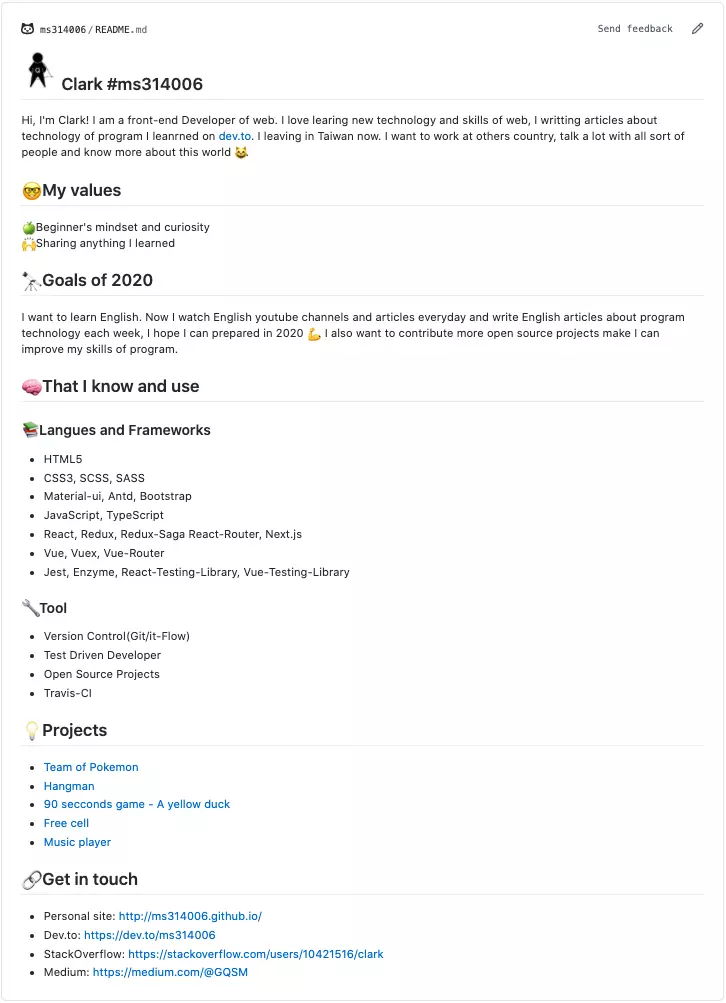 ms314006/README.md
Send feedback
Clark #ms314006
Hi, I'm Clark! I am a front-end Developer of web. I love learing new technology and skills of web, I writting articles about
technology of program I leanrned on dev.to. I leaving in Taiwan now. I want to work at others country, talk a lot with all sort of
people and know more about this world 😹
🤓My values
🍏Beginner's mindset and curiosity
🙌Sharing anything I learned
🔭Goals of 2020
I want to learn English. Now I watch English youtube channels and articles everyday and write English articles about program
technology each week, I hope I can prepared in 2020 💪 I also want to contribute more open source projects make I can
improve my skills of program.
🧠That I know and use
📚Langues and Frameworks
• HTML5
• CSS3, SCSS, SASS
• Material-ui, Antd, Bootstrap
• JavaScript, TypeScript
• React, Redux, Redux-Saga React-Router, Next.js
• Vue, Vuex, Vue-Router
• Jest, Enzyme, React-Testing-Library, Vue-Testing-Library
🔧Tool
• Version Control(Git/it-Flow)
• Test Driven Developer
• Open Source Projects
• Travis-CI
💡Projects
• Team of Pokemon
• Hangman
• 90 secconds game - A yellow duck
• Free cell
• Music player
🔗Get in touch
• Personal site: http://ms314006.github.io/
• Dev.to: https://dev.to/ms314006
• StackOverflow: https://stackoverflow.com/users/10421516/clark
• Medium: https://medium.com/@GQSM